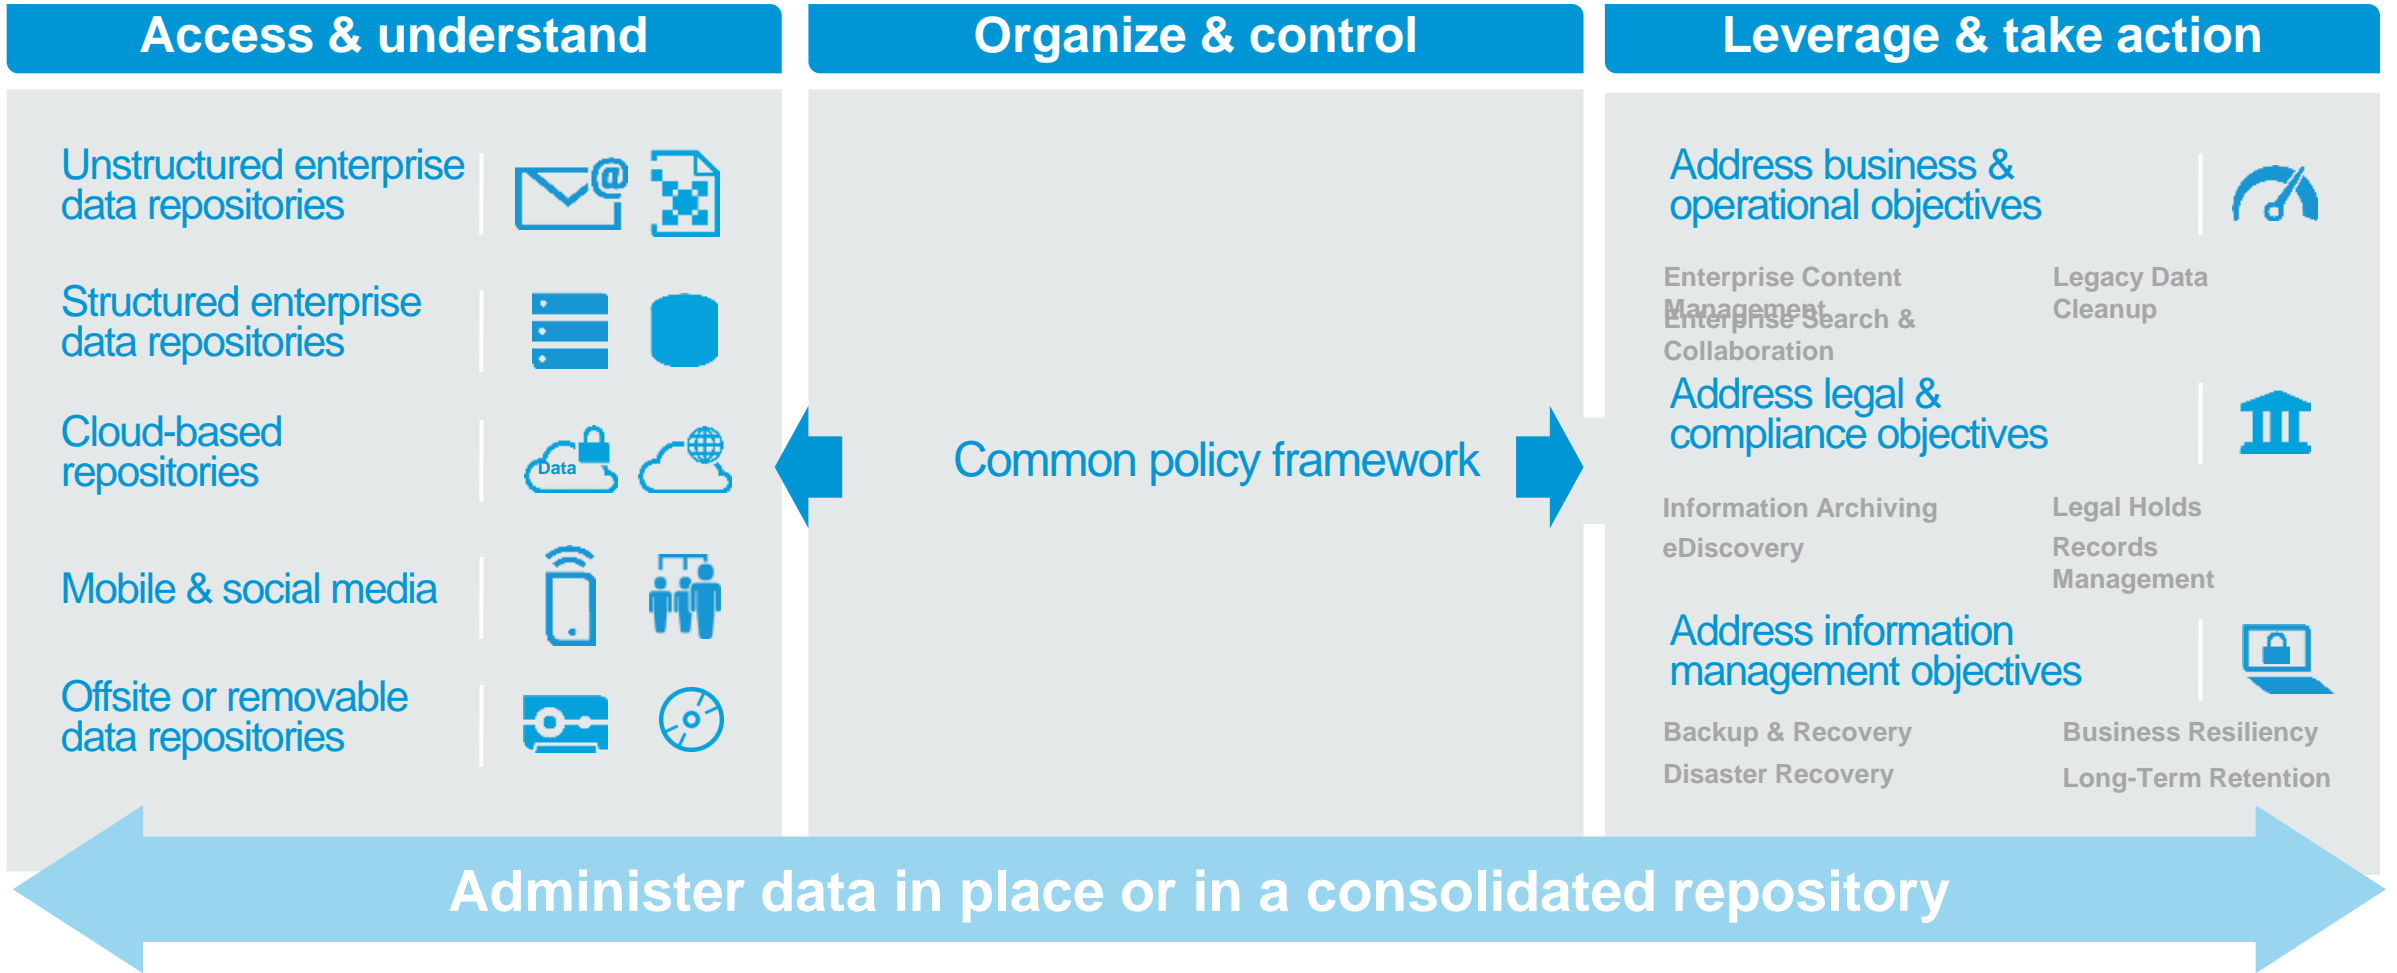 Access & understand
Unstructured enterprise
data repositories
@
Structured enterprise
data repositories
Cloud-based
repositories
Data
Mobile & social media
Offsite or removable
data repositories
Organize & control
Common policy framework
Leverage & take action
Address business &
operational objectives
Enterprise Content
Management
Enterprise Search &
Collaboration
Legacy Data
Cleanup
Address legal &
compliance objectives
Information Archiving
eDiscovery
Legal Holds
Records
Management
Address information
management objectives
Backup & Recovery
Disaster Recovery
Business Resiliency
Long-Term Retention
Administer data in place or in a consolidated repository